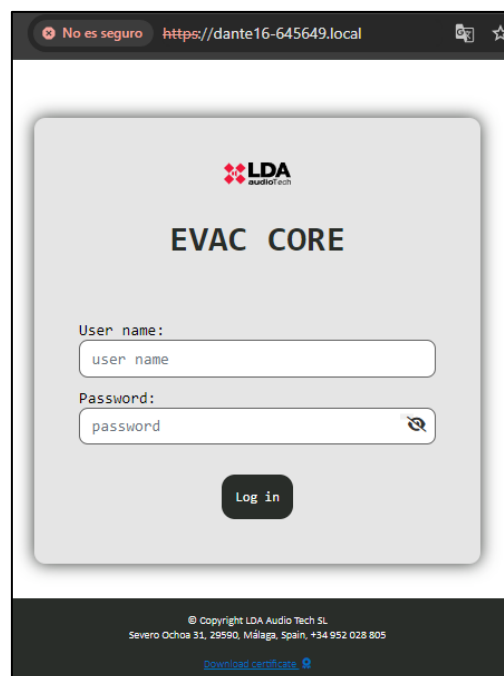 No es seguro https://dante16-645649.local
LDA
audioTech
EVAC CORE
User name:
user name
Password:
password
Log in
© Copyright LDA Audio Tech SL
Severo Ochoa 31, 29590, Málaga, Spain, +34 952 028 805
Download certificate